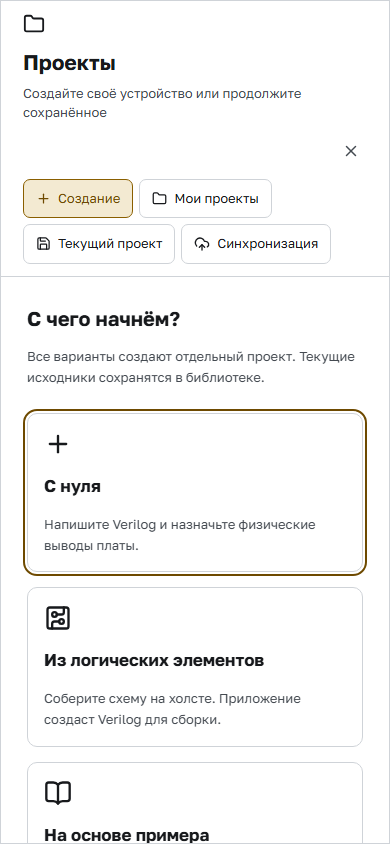 Проекты
Создайте своё устройство или продолжите
сохранённое
Создание
Мои проекты
Текущий проект
Синхронизация
С чего начнём?
Все варианты создают отдельный проект. Текущие
исходники сохранятся в библиотеке.
С нуля
Напишите Verilog и назначьте физические
выводы платы.
Из логических элементов
Соберите схему на холсте. Приложение
создаст Verilog для сборки.
На основе примера